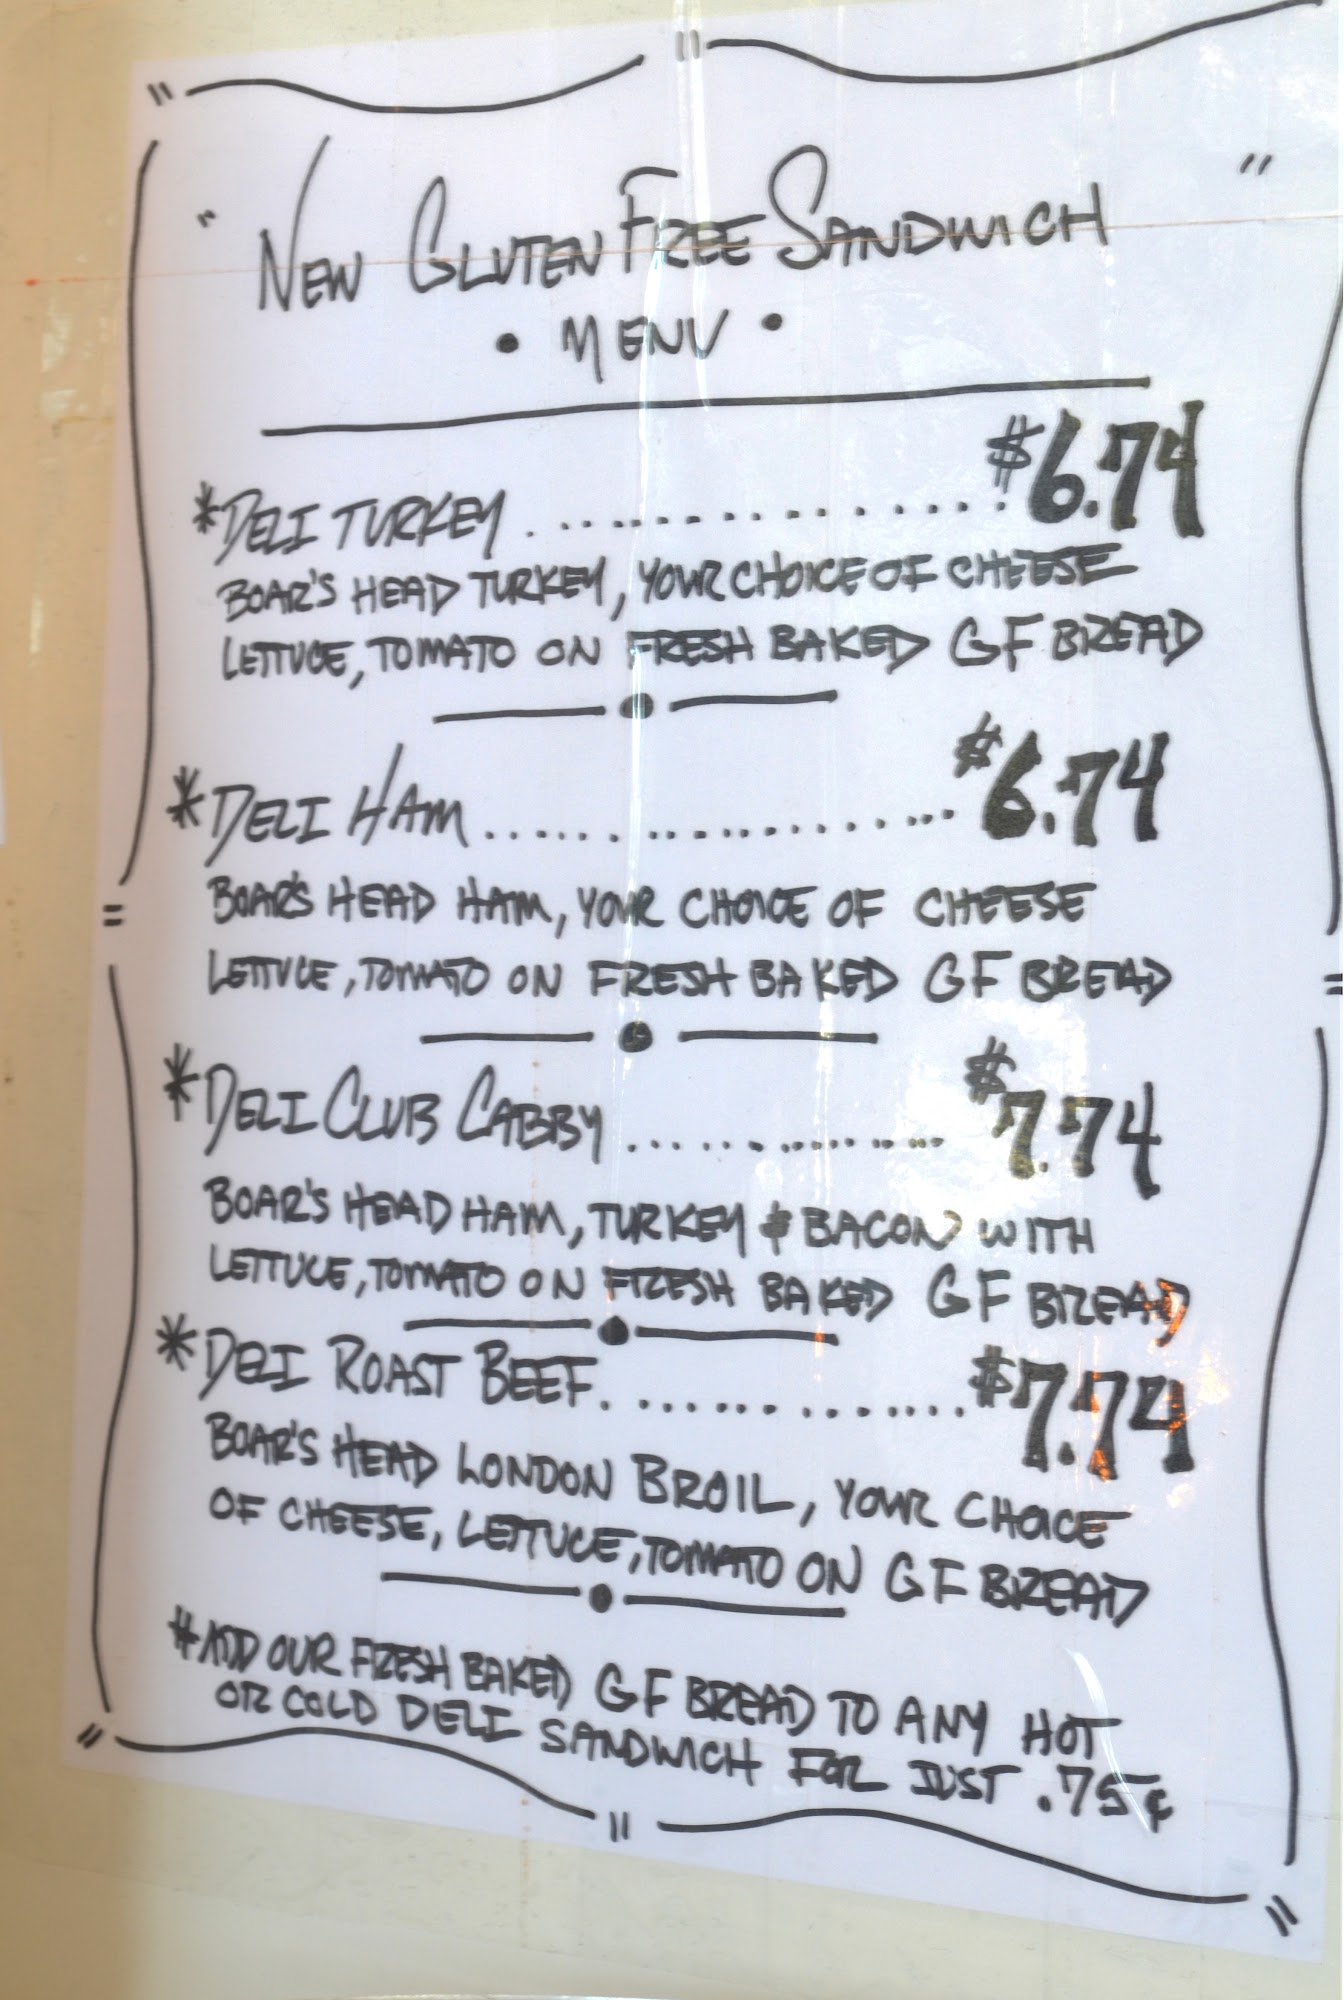 " NEW GLUTEN FREE SANDWICH "
• MENU •
*DELI TURKEY.................$6.74
BOAR'S HEAD TURKEY, YOUR CHOICE OF CHEESE
LETTUCE, TOMATO ON FRESH BAKED GF BREAD
*DELI HAM....................$6.74
BOAR'S HEAD HAM, YOUR CHOICE OF CHEESE
LETTUCE, TOMATO ON FRESH BAKED GF BREAD
*DELI CLUB CABBY.............$7.74
BOAR'S HEAD HAM, TURKEY & BACON WITH
LETTUCE, TOMATO ON FRESH BAKED GF BREAD
*DELI ROAST BEEF..............$7.74
BOAR'S HEAD LONDON BROIL, YOUR CHOICE
OF CHEESE, LETTUCE, TOMATO ON GF BREAD
*ADD OUR FRESH BAKED GF BREAD TO ANY HOT
OR COLD DELI SANDWICH FOR JUST .75¢